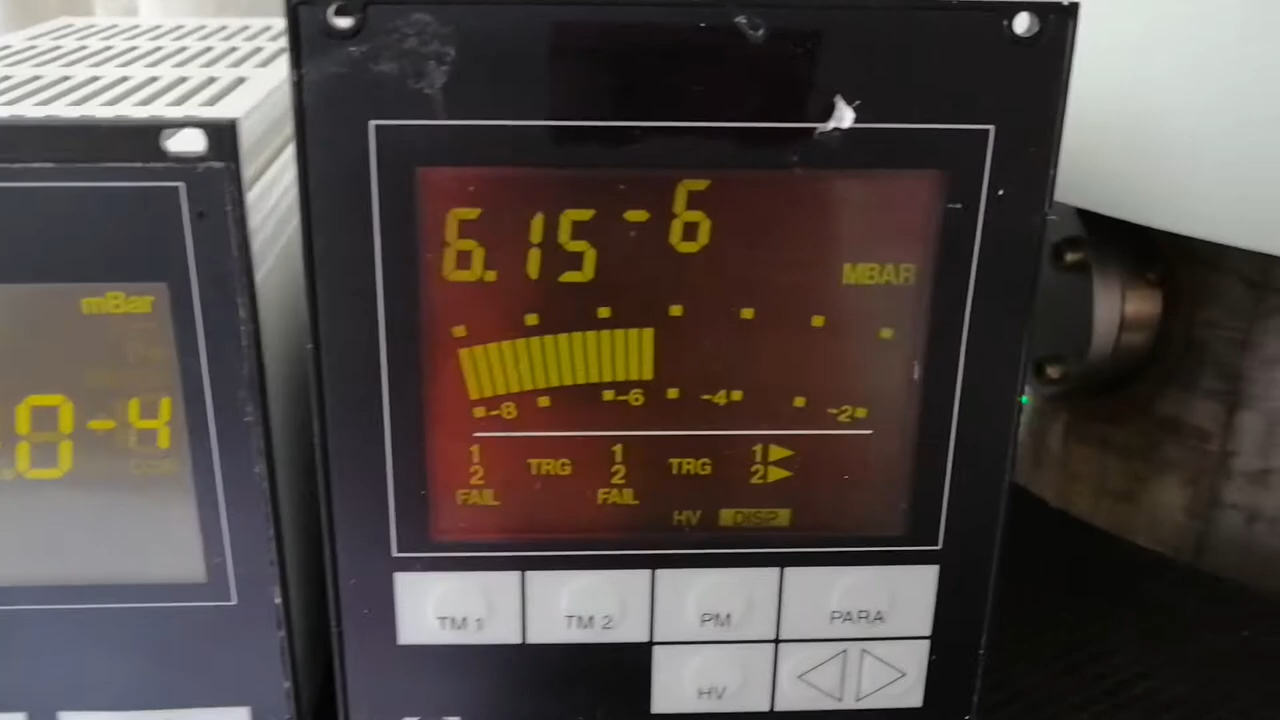 mBar
.0-4
6.15-6
MBAR
-8 -6 -4 -2
1 1 1
2 TRG 2 TRG 2
FAIL FAIL
HV DISP
TM 1 TM 2 PM PARA
HV